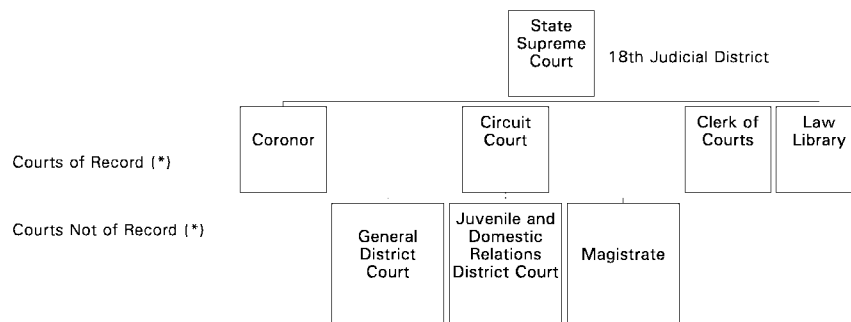 State
Supreme
Court
18th Judicial District
Coronor
Circuit
Court
Clerk of
Courts
Law
Library
Courts of Record (*)
Courts Not of Record (*)
General
District
Court
Juvenile and
Domestic
Relations
District Court
Magistrate